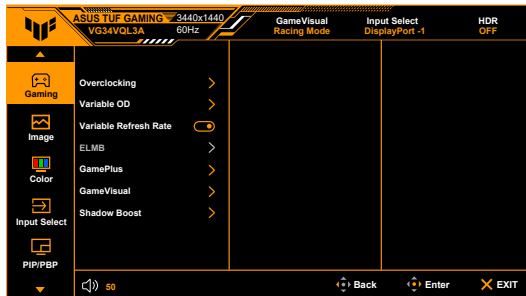 ASUS TUF GAMING 3440x1440
VG34VQL3A 60Hz
GameVisual
Racing Mode
Input Select
DisplayPort -1
HDR
OFF
Gaming
Image
Color
Input Select
PIP/PBP
Overclocking
Variable OD
Variable Refresh Rate
ELMB
GamePlus
GameVisual
Shadow Boost
50
Back
Enter
EXIT